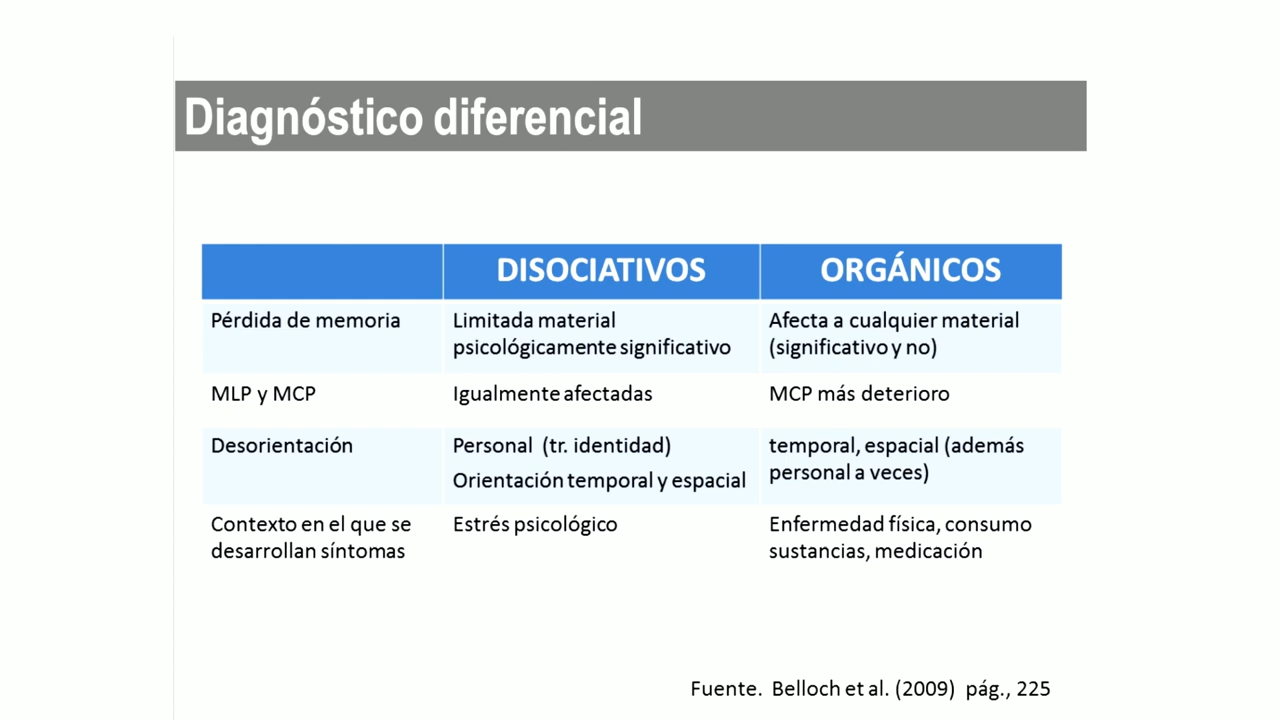 Diagnóstico diferencial
DISOCIATIVOS ORGÁNICOS
Pérdida de memoria Limitada material Afecta a cualquier material
psicológicamente significativo (significativo y no)
MLP y MCP Igualmente afectadas MCP más deterioro
Desorientación Personal (tr. identidad) temporal, espacial (además
Orientación temporal y espacial personal a veces)
Contexto en el que se Estrés psicológico Enfermedad física, consumo
desarrollan síntomas sustancias, medicación
Fuente. Belloch et al. (2009) pág., 225